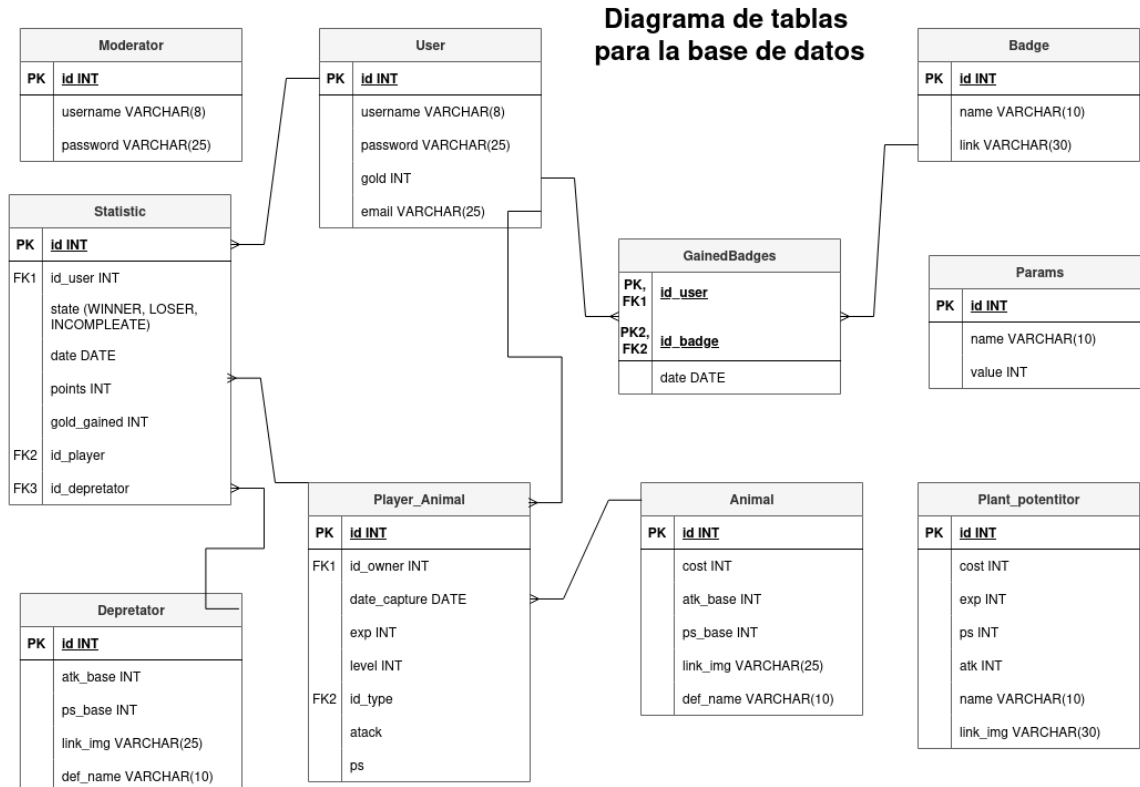 Diagrama de tablas
para la base de datos
Moderator
PK id INT
username VARCHAR(8)
password VARCHAR(25)
User
PK id INT
username VARCHAR(8)
password VARCHAR(25)
gold INT
email VARCHAR(25)
Badge
PK id INT
name VARCHAR(10)
link VARCHAR(30)
Statistic
PK id INT
FK1 id_user INT
state (WINNER, LOSER,
INCOMPLEATE)
date DATE
points INT
gold_gained INT
FK2 id_player
FK3 id_depretator
GainedBadges
PK,
FK1 id_user
PK2,
FK2 id_badge
date DATE
Params
PK id INT
name VARCHAR(10)
value INT
Player_Animal
PK id INT
FK1 id_owner INT
date_capture DATE
exp INT
level INT
FK2 id_type
atack
ps
Animal
PK id INT
cost INT
atk_base INT
ps_base INT
link_img VARCHAR(25)
def_name VARCHAR(10)
Plant_potentitor
PK id INT
cost INT
exp INT
ps INT
atk INT
name VARCHAR(10)
link_img VARCHAR(30)
Depretator
PK id INT
atk_base INT
ps_base INT
link_img VARCHAR(25)
def_name VARCHAR(10)